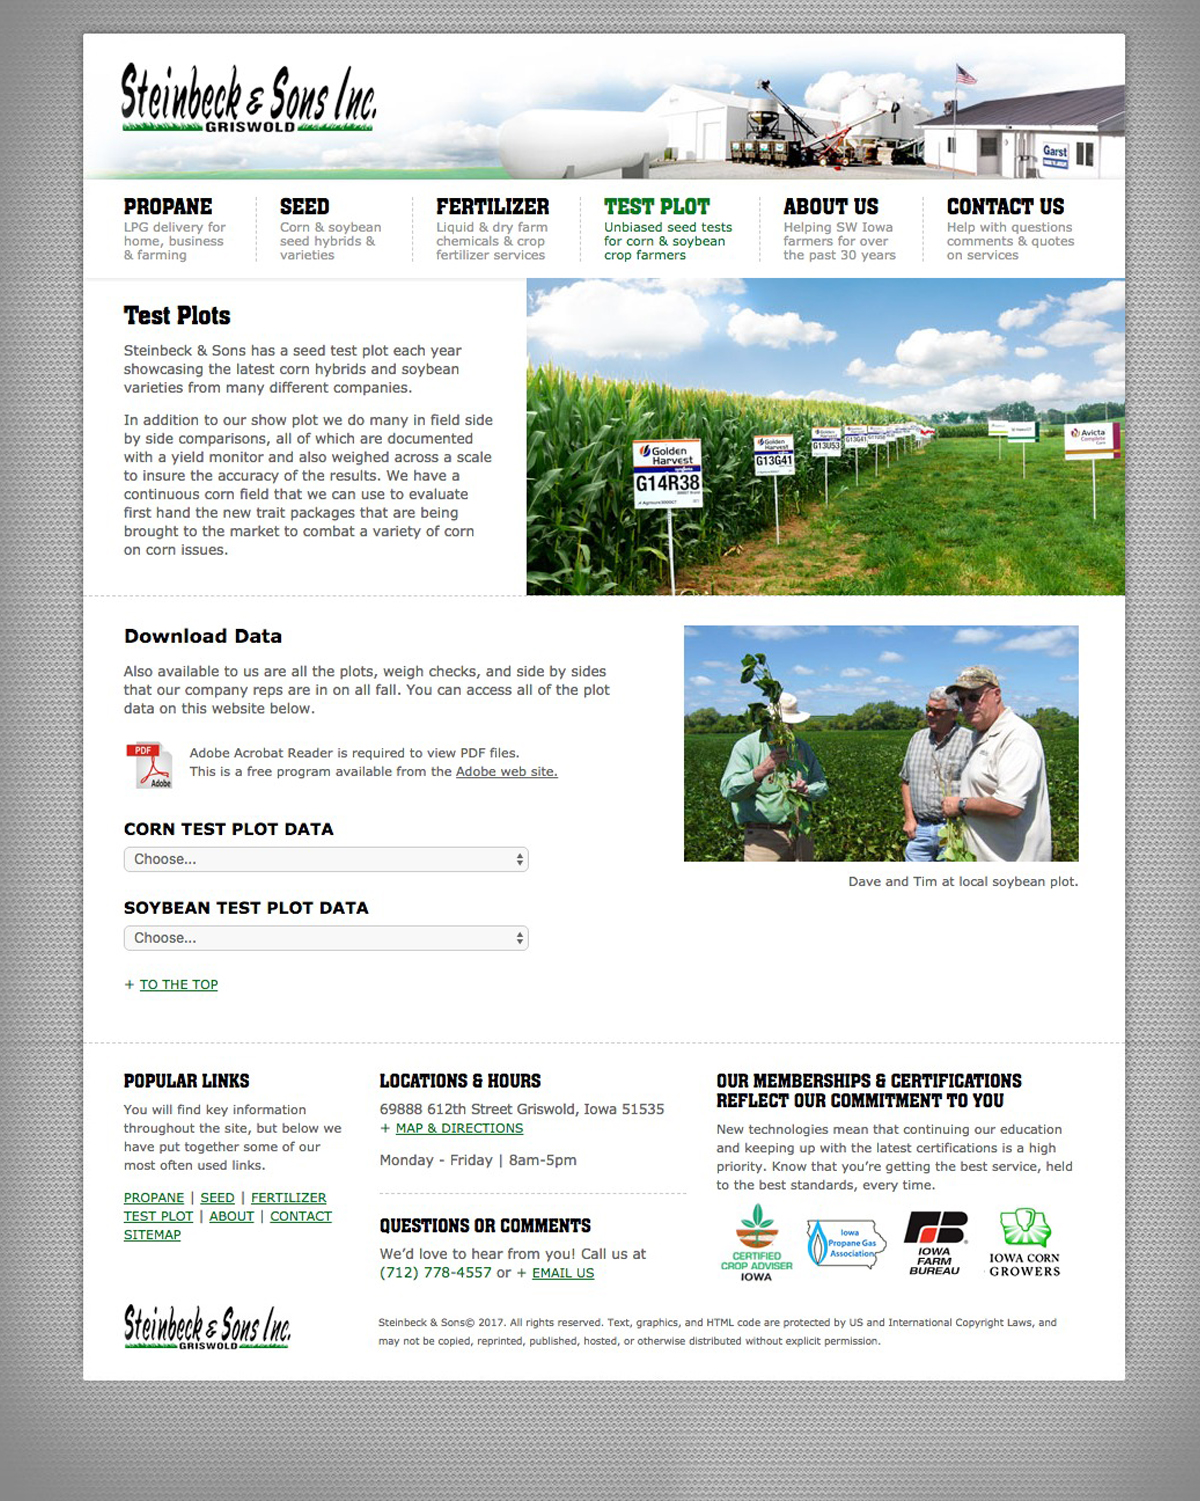 Steinbeck & Sons Inc.
GRISWOLD
Garst
PROPANE
LPG delivery for
home, business
& farming
SEED
Corn & soybean
seed hybrids &
varieties
FERTILIZER
Liquid & dry farm
chemicals & crop
fertilizer services
TEST PLOT
Unbiased seed tests
for corn & soybean
crop farmers
ABOUT US
Helping SW Iowa
farmers for over
the past 30 years
CONTACT US
Help with questions
comments & quotes
on services
Test Plots
Steinbeck & Sons has a seed test plot each year
showcasing the latest corn hybrids and soybean
varieties from many different companies.
In addition to our show plot we do many in field side
by side comparisons, all of which are documented
with a yield monitor and also weighed across a scale
to insure the accuracy of the results. We have a
continuous corn field that we can use to evaluate
first hand the new trait packages that are being
brought to the market to combat a variety of corn
on corn issues.
Golden
Harvest
G14R38
Golden
Harvest
G13G41
G13U53
Avicta
Complete
Corn
Download Data
Also available to us are all the plots, weigh checks, and side by sides
that our company reps are in on all fall. You can access all of the plot
data on this website below.
PDF
Adobe
Adobe Acrobat Reader is required to view PDF files.
This is a free program available from the Adobe web site.
CORN TEST PLOT DATA
Choose...
SOYBEAN TEST PLOT DATA
Choose...
+ TO THE TOP
Dave and Tim at local soybean plot.
POPULAR LINKS
You will find key information
throughout the site, but below we
have put together some of our
most often used links.
PROPANE | SEED | FERTILIZER
TEST PLOT | ABOUT | CONTACT
SITEMAP
LOCATIONS & HOURS
69888 612th Street Griswold, Iowa 51535
+ MAP & DIRECTIONS
Monday - Friday | 8am-5pm
QUESTIONS OR COMMENTS
We'd love to hear from you! Call us at
(712) 778-4557 or + EMAIL US
OUR MEMBERSHIPS & CERTIFICATIONS
REFLECT OUR COMMITMENT TO YOU
New technologies mean that continuing our education
and keeping up with the latest certifications is a high
priority. Know that you're getting the best service, held
to the best standards, every time.
CERTIFIED
CROP ADVISER
IOWA
Iowa
Propane Gas
Association
FB
IOWA
FARM
BUREAU
IOWA CORN
GROWERS
Steinbeck & Sons Inc.
GRISWOLD
Steinbeck & Sons© 2017. All rights reserved. Text, graphics, and HTML code are protected by US and International Copyright Laws, and
may not be copied, reprinted, published, hosted, or otherwise distributed without explicit permission.